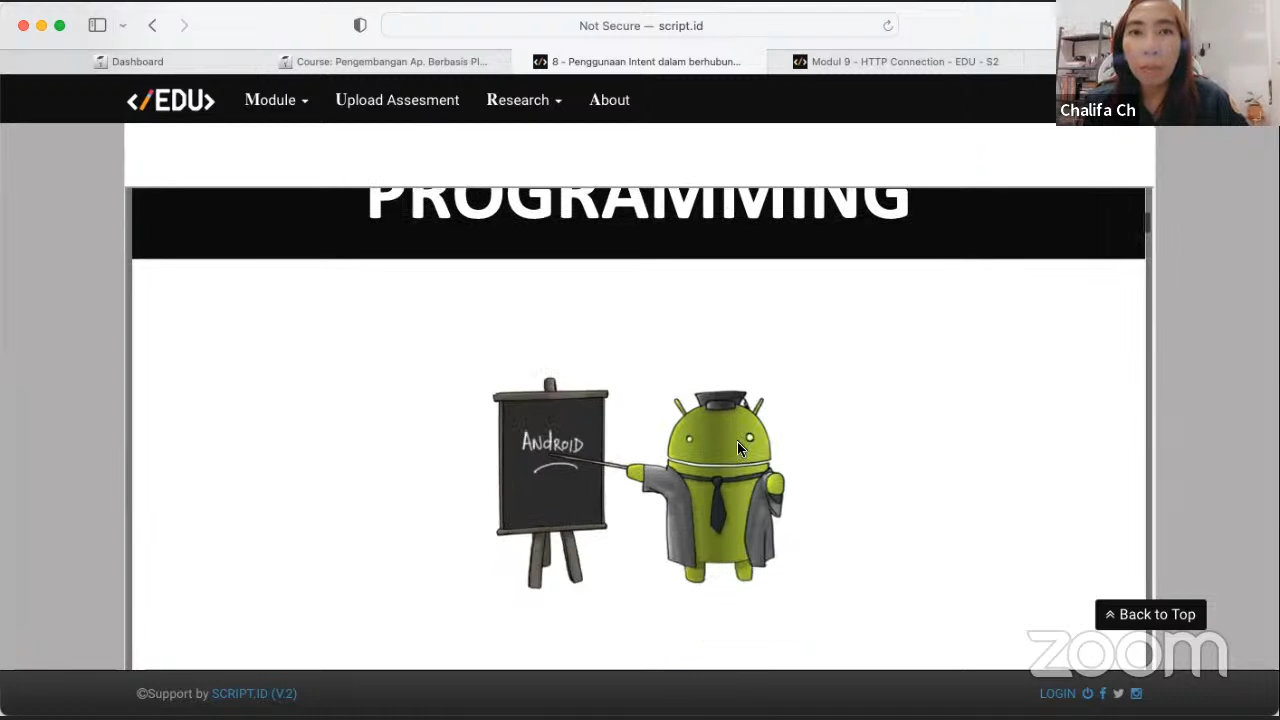 Not Secure — script.id
Dashboard
Course: Pengembangan Ap. Berbasis Pl...
8 - Penggunaan Intent dalam berhubun...
Modul 9 - HTTP Connection - EDU - S2
</EDU>
Module
Upload Assesment
Research
About
Chalifa Ch
PROGRAMMING
ANDROID
Back to Top
zoom
©Support by SCRIPT.ID (V.2)
LOGIN